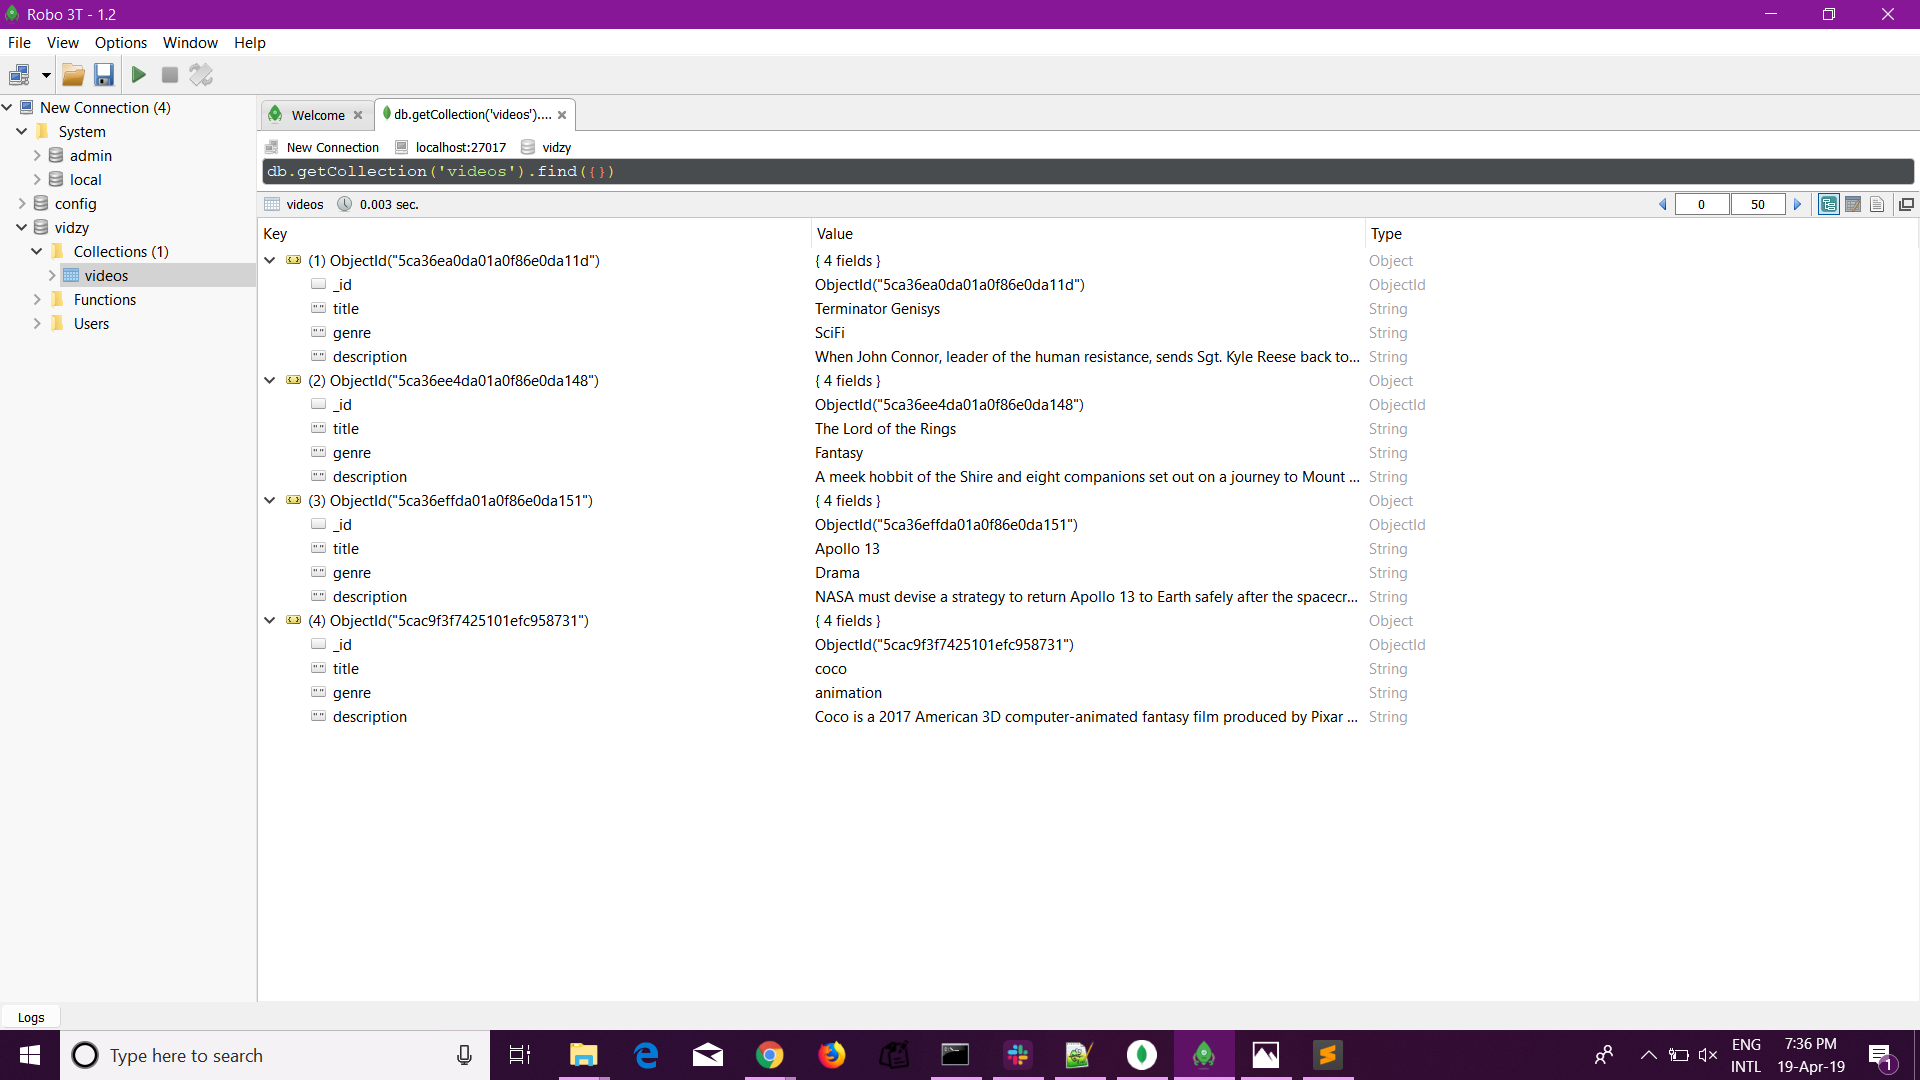 Robo 3T - 1.2
File View Options Window Help
New Connection (4)
System
admin
local
config
vidzy
Collections (1)
videos
Functions
Users
Welcome
db.getCollection('videos')....
New Connection localhost:27017 vidzy
db.getCollection('videos').find({})
videos 0.003 sec. 0 50
Key Value Type
(1) ObjectId("5ca36ea0da01a0f86e0da11d") { 4 fields } Object
_id ObjectId("5ca36ea0da01a0f86e0da11d") ObjectId
title Terminator Genisys String
genre SciFi String
description When John Connor, leader of the human resistance, sends Sgt. Kyle Reese back to... String
(2) ObjectId("5ca36ee4da01a0f86e0da148") { 4 fields } Object
_id ObjectId("5ca36ee4da01a0f86e0da148") ObjectId
title The Lord of the Rings String
genre Fantasy String
description A meek hobbit of the Shire and eight companions set out on a journey to Mount ... String
(3) ObjectId("5ca36effda01a0f86e0da151") { 4 fields } Object
_id ObjectId("5ca36effda01a0f86e0da151") ObjectId
title Apollo 13 String
genre Drama String
description NASA must devise a strategy to return Apollo 13 to Earth safely after the spacecr... String
(4) ObjectId("5cac9f3f7425101efc958731") { 4 fields } Object
_id ObjectId("5cac9f3f7425101efc958731") ObjectId
title coco String
genre animation String
description Coco is a 2017 American 3D computer-animated fantasy film produced by Pixar ... String
Logs
Type here to search
ENG
INTL
7:36 PM
19-Apr-19
1